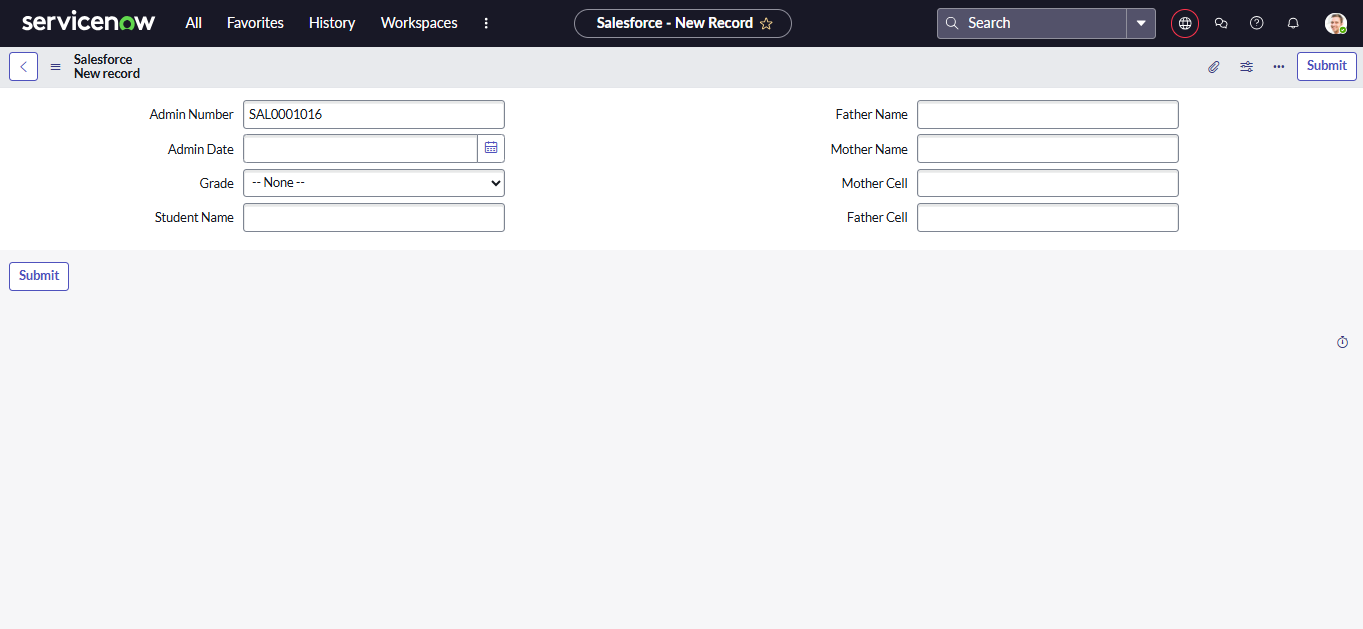 servicenow All Favorites History Workspaces Salesforce - New Record Search
Salesforce
New record
Submit
Admin Number SAL0001016
Admin Date
Grade -- None --
Student Name
Father Name
Mother Name
Mother Cell
Father Cell
Submit